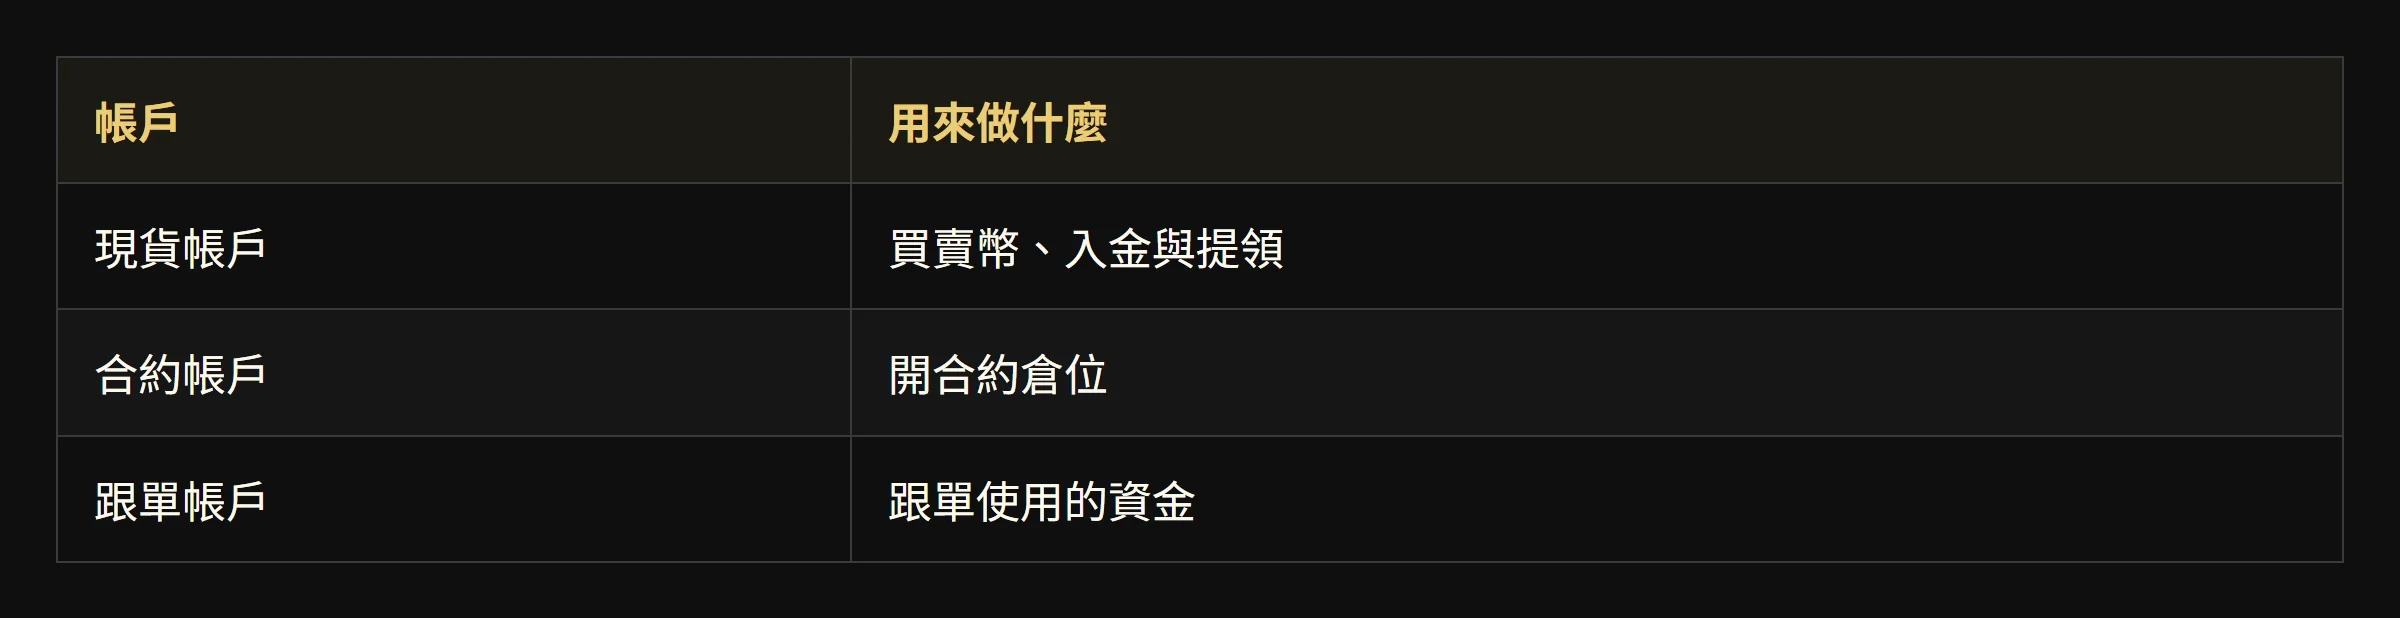 帳戶 用來做什麼
現貨帳戶 買賣幣、入金與提領
合約帳戶 開合約倉位
跟單帳戶 跟單使用的資金